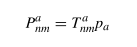 P^a_{nm} = T^a_{nm} p_a